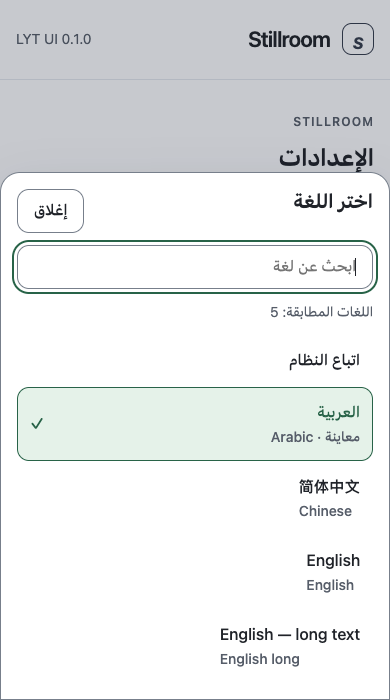 Stillroom
S
LYT UI 0.1.0
STILLROOM
الإعدادات
اختر اللغة
إغلاق
ابحث عن لغة
اللغات المطابقة: 5
اتباع النظام
العربية
معاينة · Arabic
简体中文
Chinese
English
English
English — long text
English long